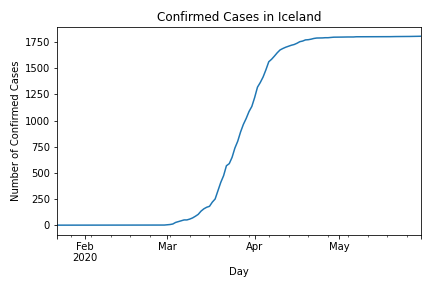 Confirmed Cases in Iceland
Number of Confirmed Cases
1750
1500
1250
1000
750
500
250
0
Feb Mar Apr May
2020
Day